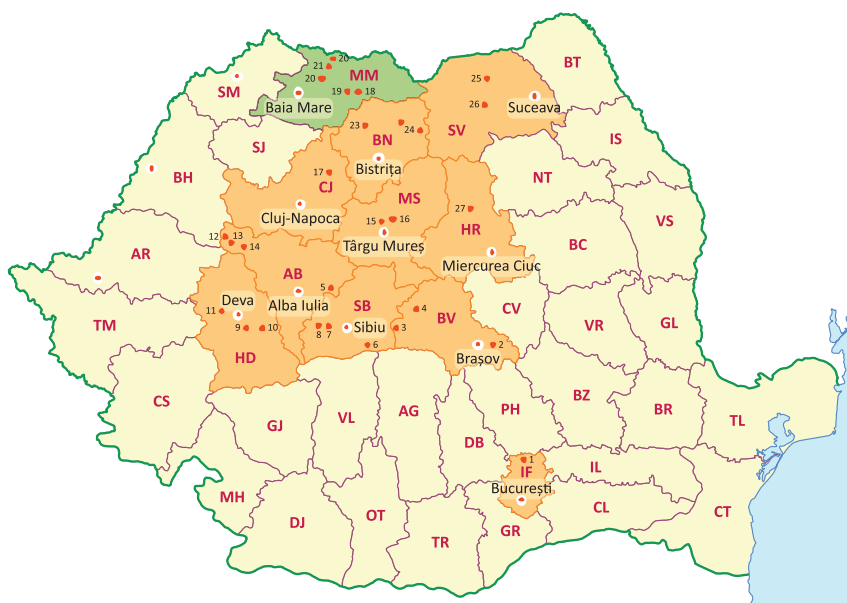 20
21
MM
BT
20
25
SM
19
18
Baia Mare
Suceava
26
23
24
SV
BN
IS
SJ
Bistrița
17
BH
CJ
NT
MS
27
Cluj-Napoca
15
16
VS
HR
12
13
14
Târgu Mureș
BC
AR
Miercurea Ciuc
AB
5
Deva
Alba Iulia
SB
4
CV
11
BV
TM
VR
GL
9
10
8
7
Sibiu
3
6
HD
Brașov
2
CS
BZ
BR
AG
PH
VL
TL
GJ
DB
1
IF
IL
București
MH
CL
CT
DJ
OT
GR
TR